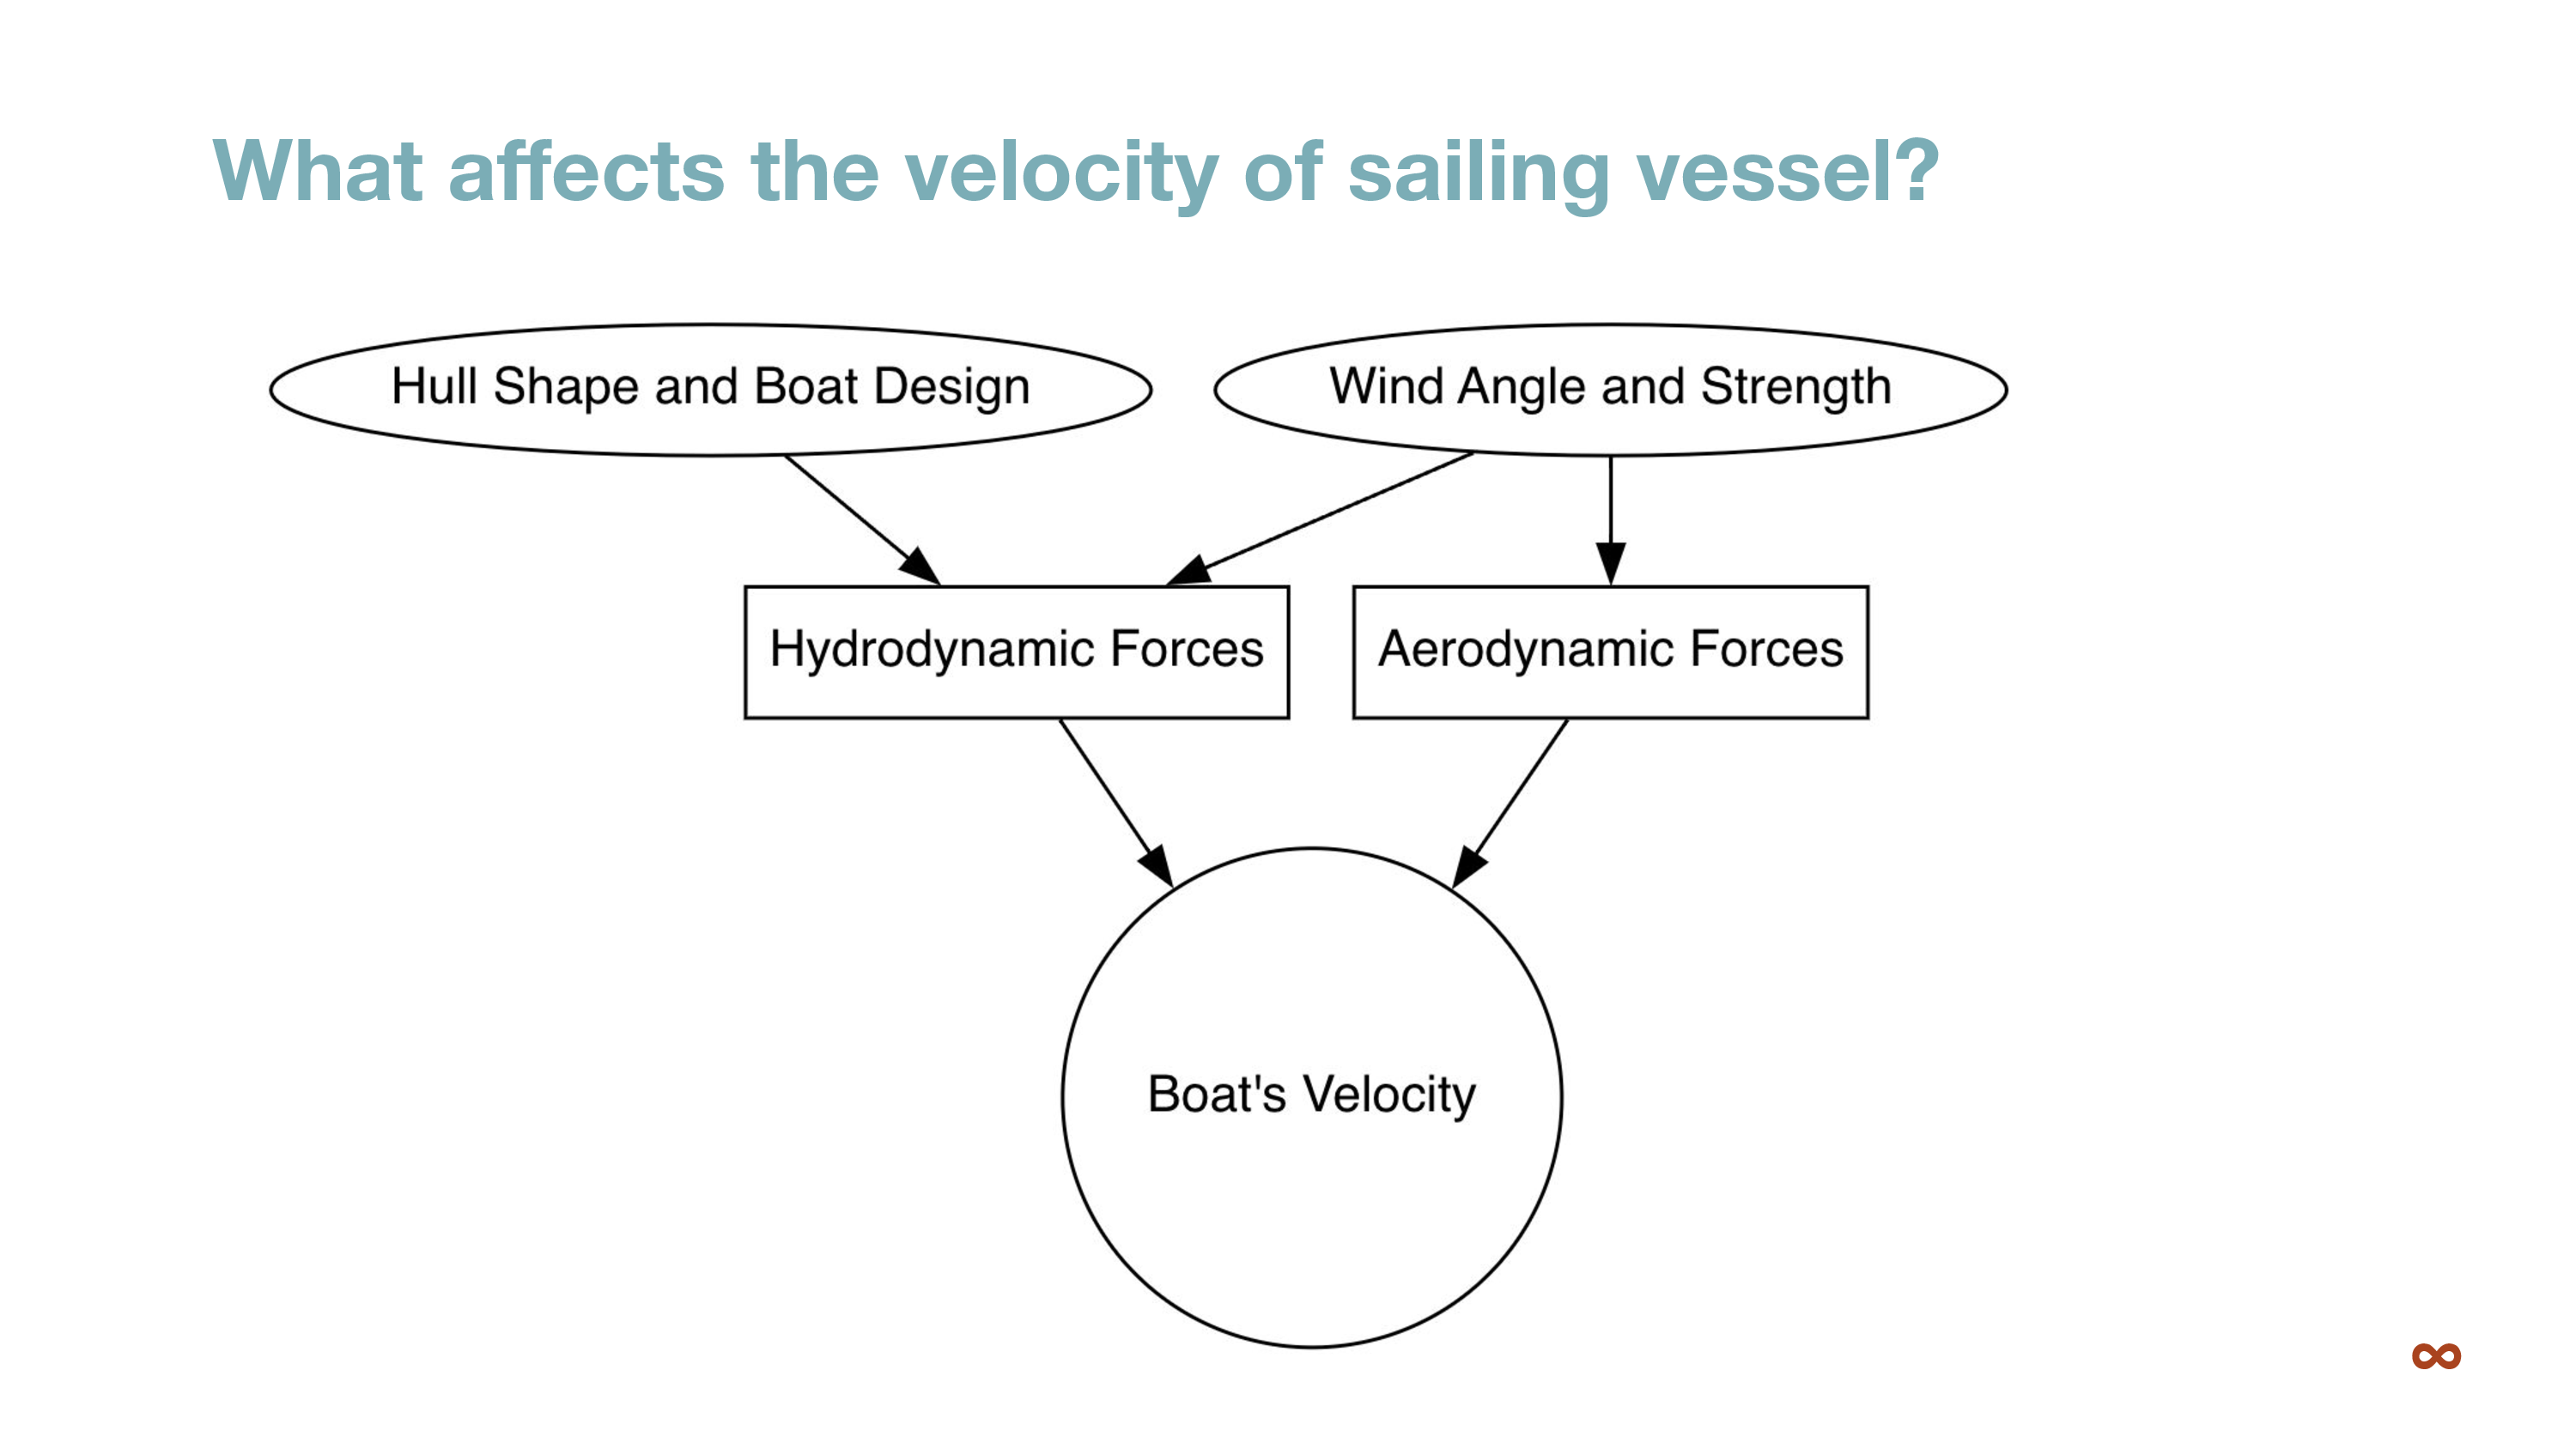 What affects the velocity of sailing vessel?
Hull Shape and Boat Design
Wind Angle and Strength
Hydrodynamic Forces
Aerodynamic Forces
Boat's Velocity